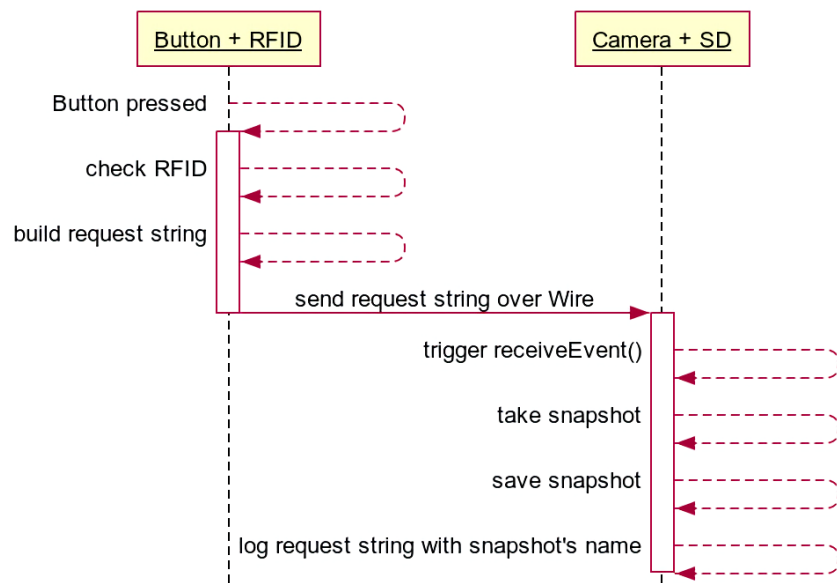 Button + RFID
Camera + SD
Button pressed
check RFID
build request string
send request string over Wire
trigger receiveEvent()
take snapshot
save snapshot
log request string with snapshot's name